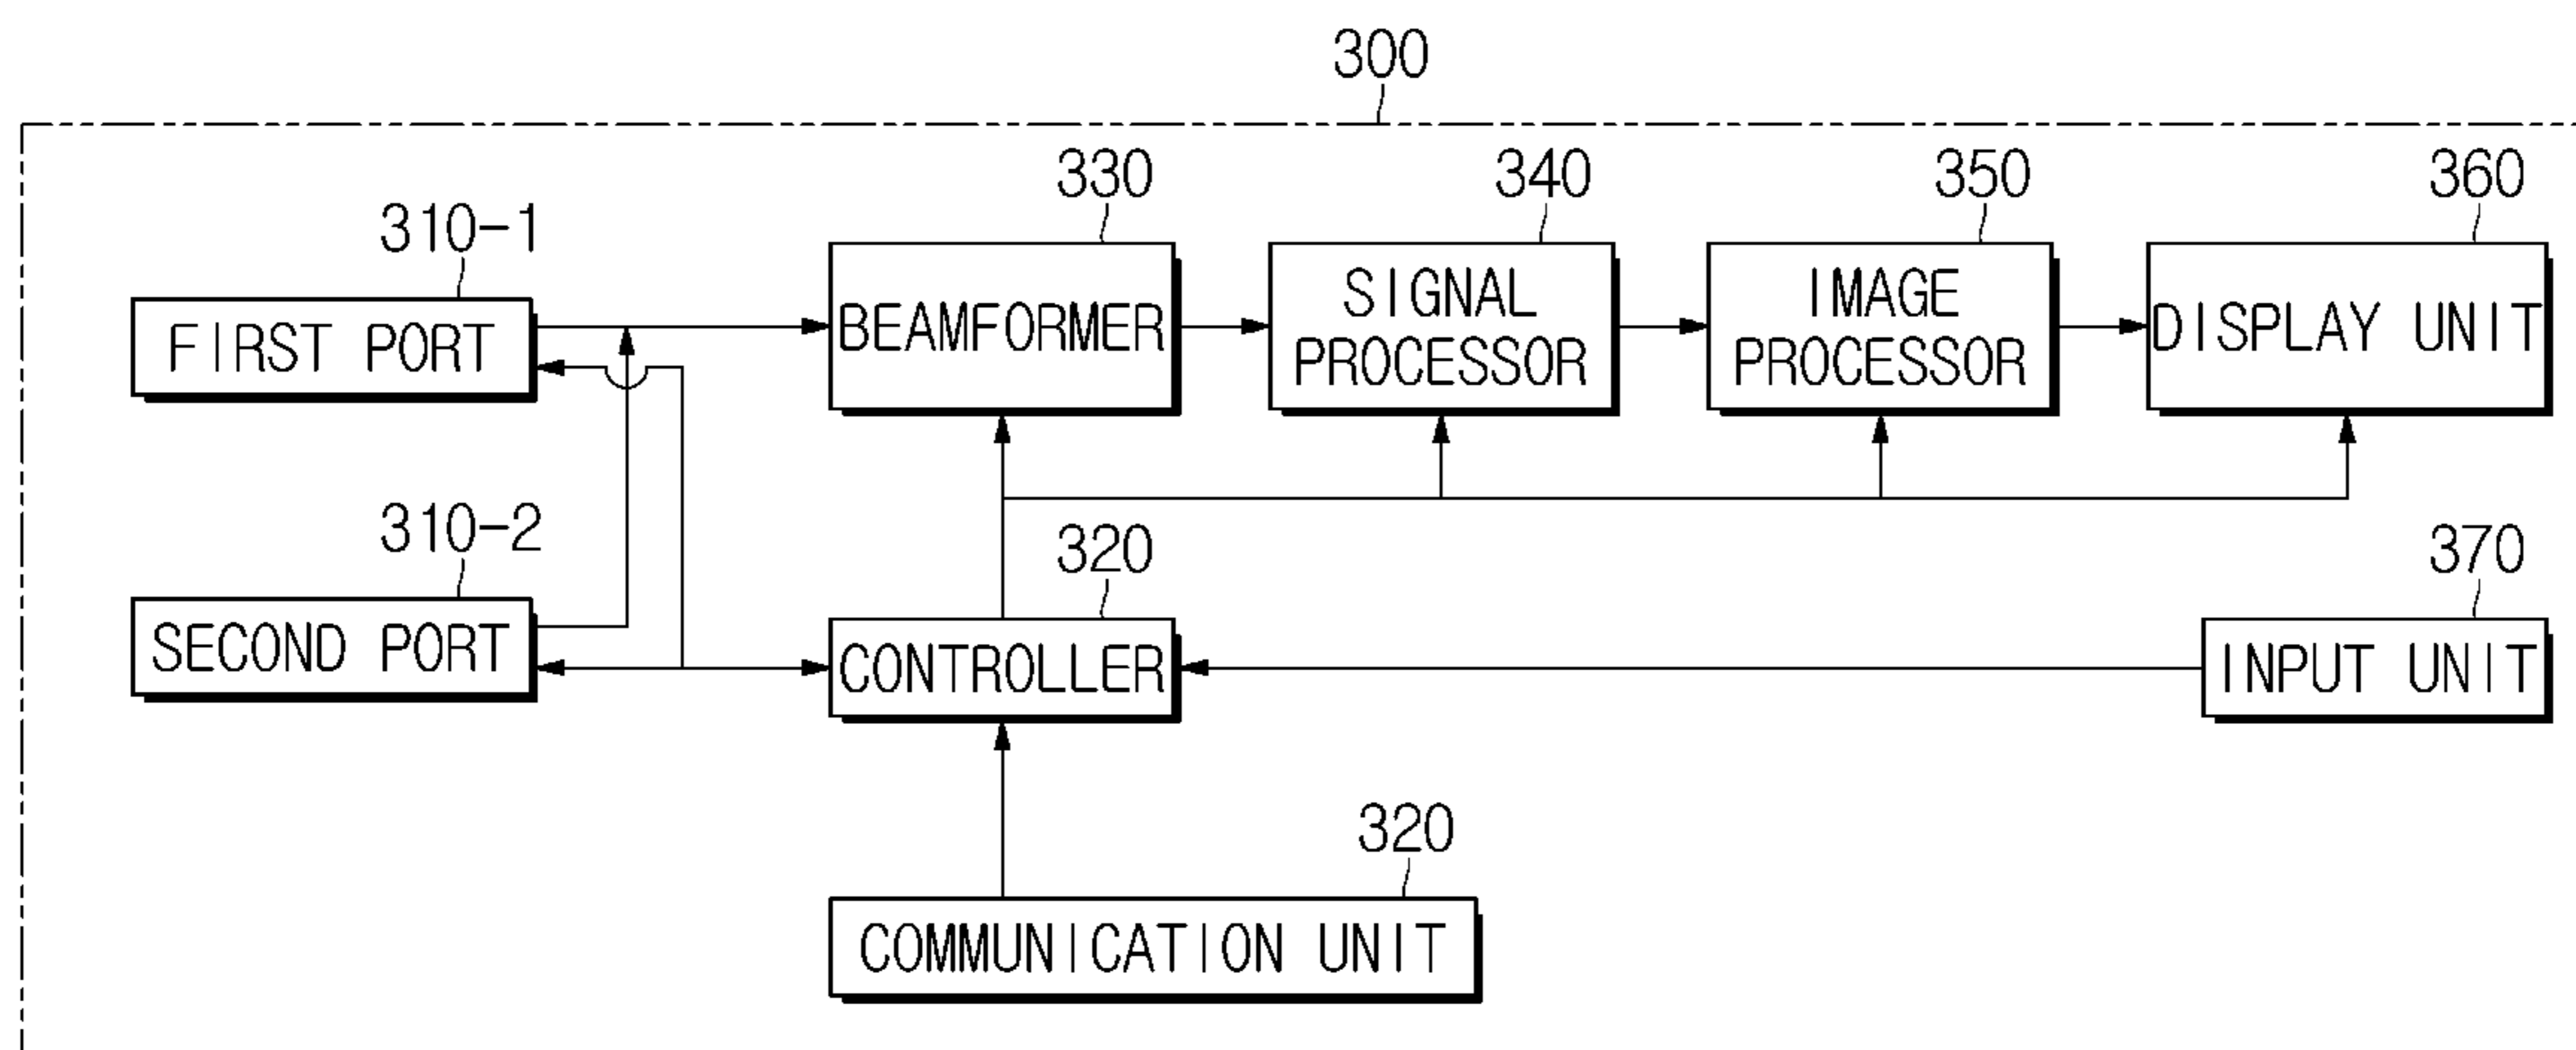 300
330
340
350
360
310-1
FIRST PORT
BEAMFORMER
SIGNAL
PROCESSOR
IMAGE
PROCESSOR
DISPLAY UNIT
310-2
320
370
SECOND PORT
CONTROLLER
INPUT UNIT
320
COMMUNICATION UNIT